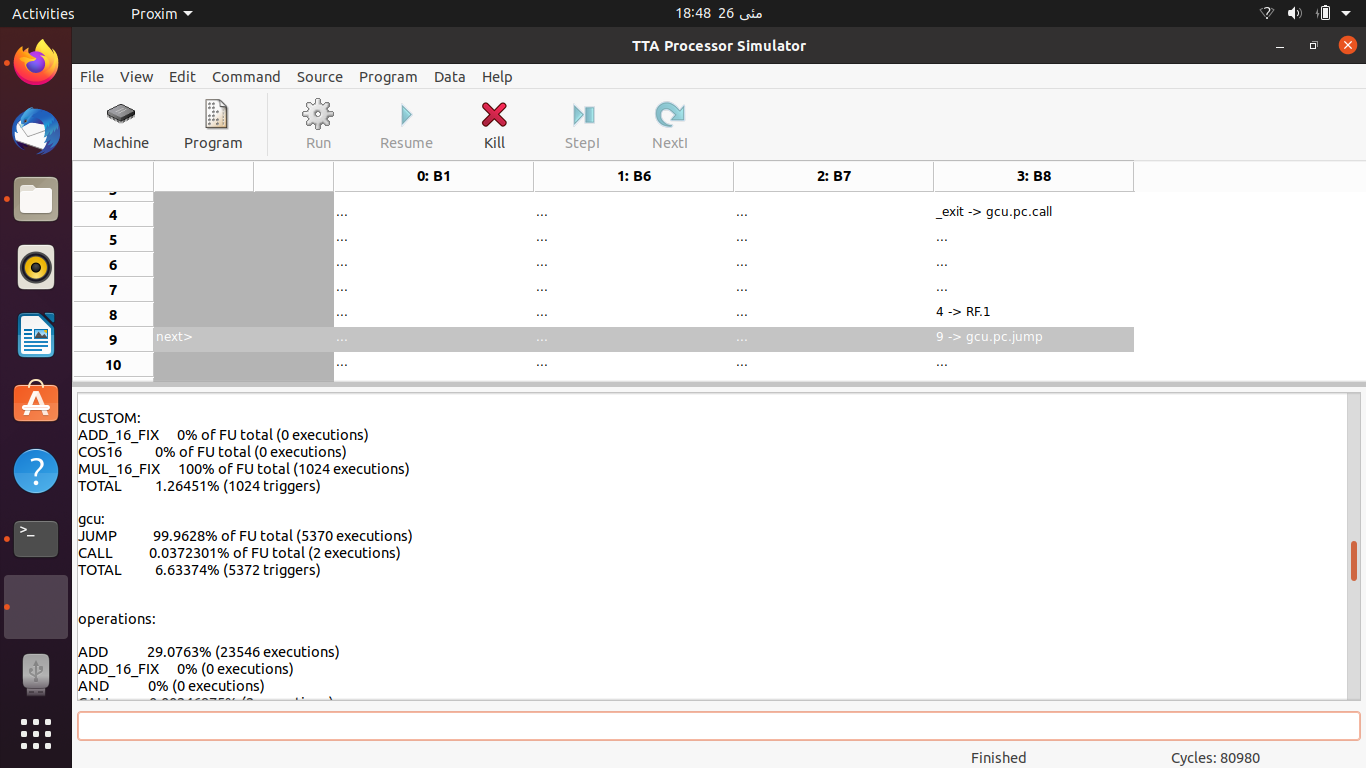 Activities Proxim 18:48 26 مئی
TTA Processor Simulator
File View Edit Command Source Program Data Help
Machine Program Run Resume Kill StepI NextI
0: B1 1: B6 2: B7 3: B8
4 ... ... ... _exit -> gcu.pc.call
5 ... ... ... ...
6 ... ... ... ...
7 ... ... ... ...
8 ... ... ... 4 -> RF.1
9 next> ... ... ... 9 -> gcu.pc.jump
10 ... ... ... ...
CUSTOM:
ADD_16_FIX 0% of FU total (0 executions)
COS16 0% of FU total (0 executions)
MUL_16_FIX 100% of FU total (1024 executions)
TOTAL 1.26451% (1024 triggers)
gcu:
JUMP 99.9628% of FU total (5370 executions)
CALL 0.0372301% of FU total (2 executions)
TOTAL 6.63374% (5372 triggers)
operations:
ADD 29.0763% (23546 executions)
ADD_16_FIX 0% (0 executions)
AND 0% (0 executions)
Finished Cycles: 80980